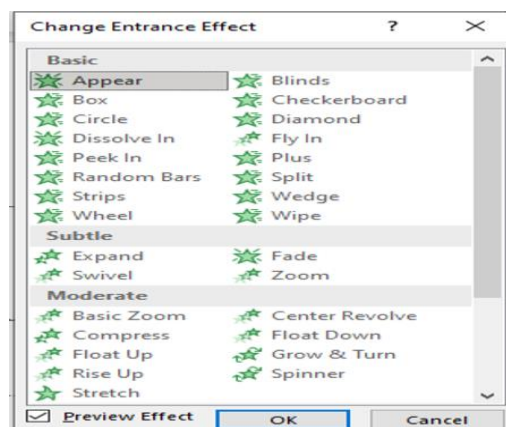 Change Entrance Effect ? ×
Basic
Appear Blinds
Box Checkerboard
Circle Diamond
Dissolve In Fly In
Peek In Plus
Random Bars Split
Strips Wedge
Wheel Wipe
Subtle
Expand Fade
Swivel Zoom
Moderate
Basic Zoom Center Revolve
Compress Float Down
Float Up Grow & Turn
Rise Up Spinner
Stretch
Preview Effect OK Cancel